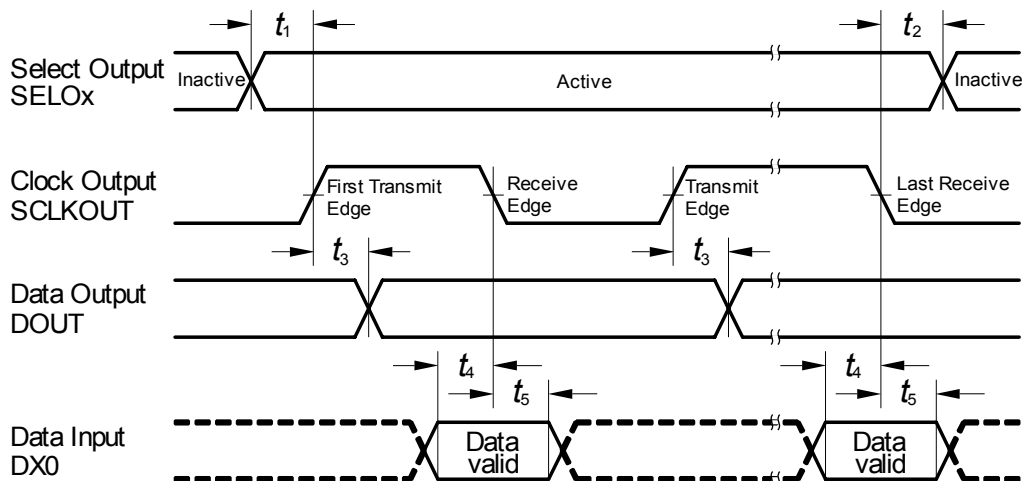 t1
t2
Select Output
SELOx
Inactive
Active
Inactive
Clock Output
SCLKOUT
First Transmit
Edge
Receive
Edge
Transmit
Edge
Last Receive
Edge
t3
t3
Data Output
DOUT
t4
t5
t4
t5
Data Input
DX0
Data
valid
Data
valid